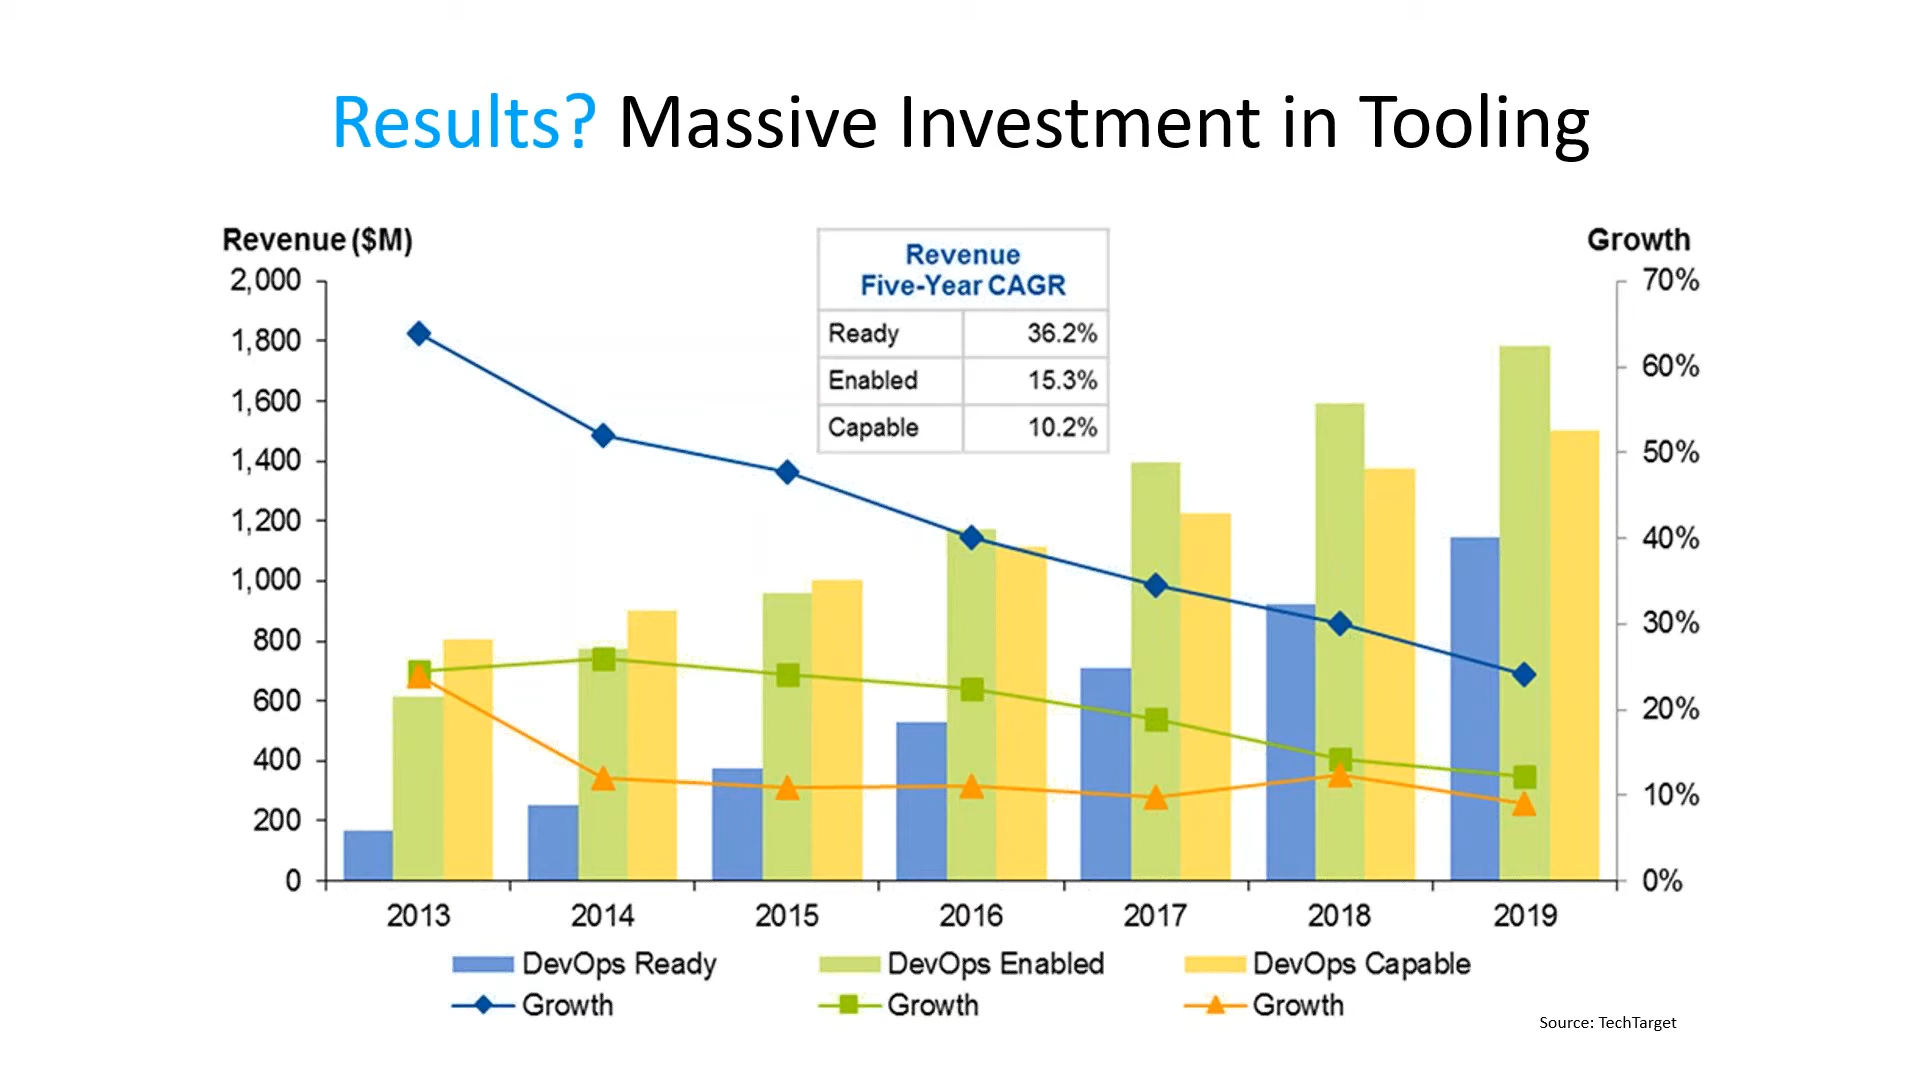 Results? Massive Investment in Tooling
Revenue ($M)
Growth
Revenue
Five-Year CAGR
Ready 36.2%
Enabled 15.3%
Capable 10.2%
2,000
1,800
1,600
1,400
1,200
1,000
800
600
400
200
0
70%
60%
50%
40%
30%
20%
10%
0%
2013 2014 2015 2016 2017 2018 2019
DevOps Ready DevOps Enabled DevOps Capable
Growth Growth Growth
Source: TechTarget